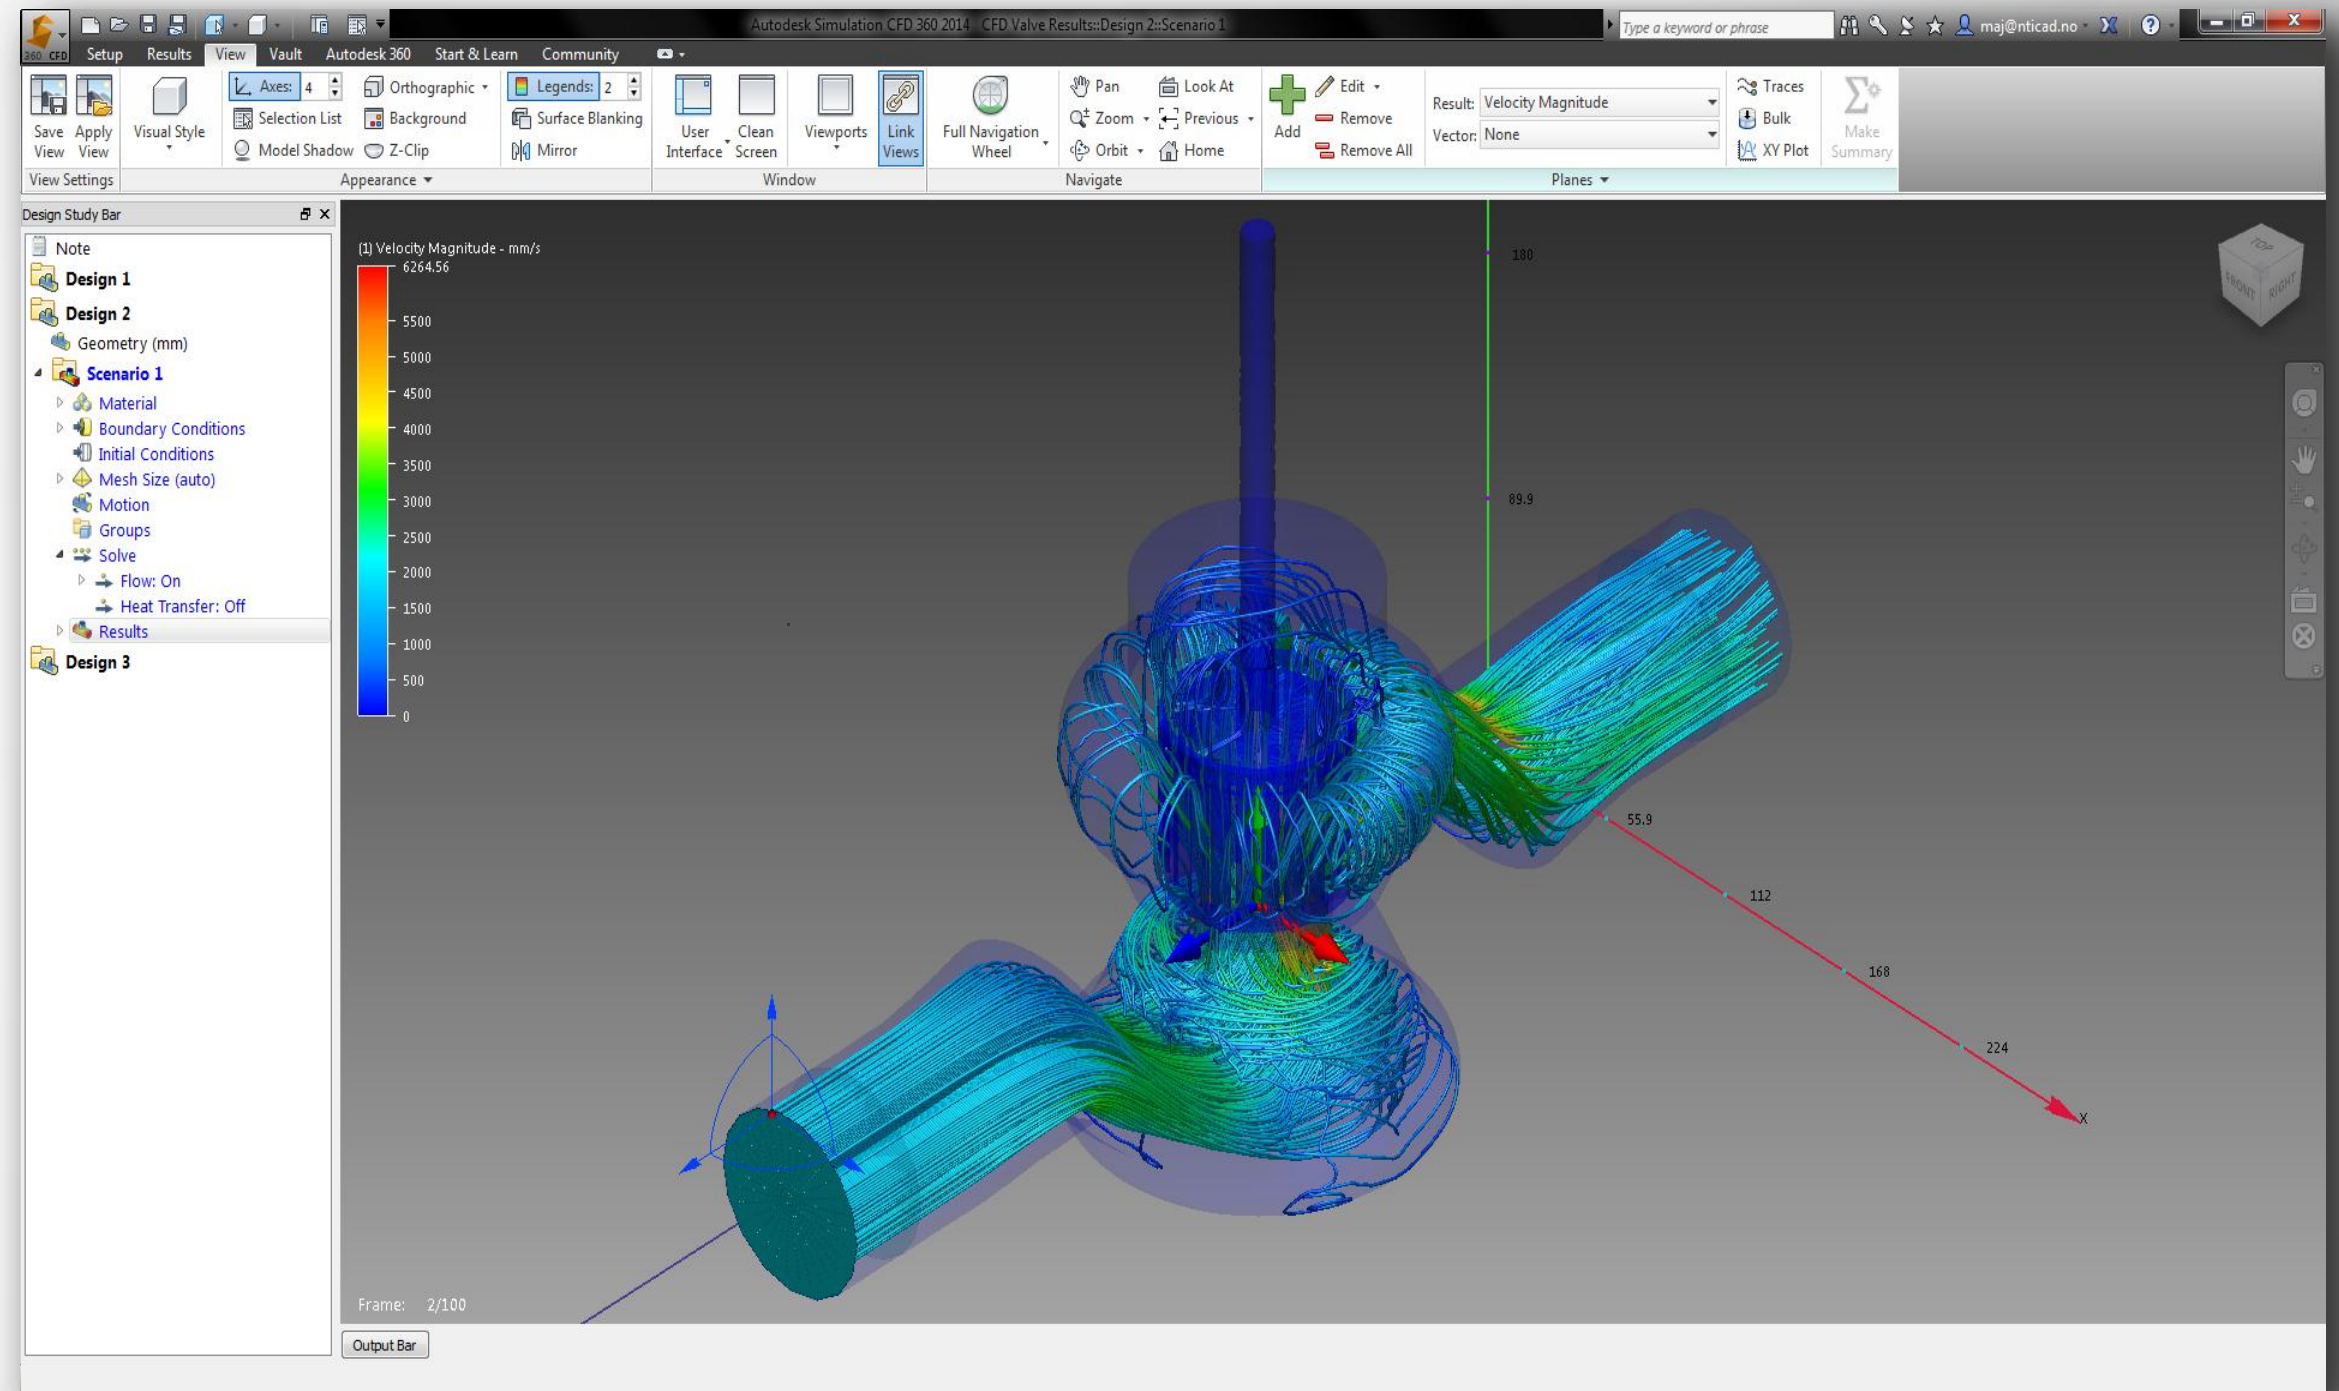 Autodesk Simulation CFD 360 2014   CFD Valve Results::Design 2::Scenario 1
Type a keyword or phrase
maj@nticad.no
360 CFD
Setup Results View Vault Autodesk 360 Start & Learn Community
Save View
Apply View
Visual Style
Axes: 4
Selection List
Model Shadow
Orthographic
Background
Z-Clip
Legends: 2
Surface Blanking
Mirror
User Interface
Clean Screen
Viewports
Link Views
Full Navigation Wheel
Pan
Zoom
Orbit
Look At
Previous
Home
Add
Edit
Remove
Remove All
Result: Velocity Magnitude
Vector: None
Traces
Bulk
XY Plot
Make Summary
View Settings
Appearance
Window
Navigate
Planes
Design Study Bar
Note
Design 1
Design 2
Geometry (mm)
Scenario 1
Material
Boundary Conditions
Initial Conditions
Mesh Size (auto)
Motion
Groups
Solve
Flow: On
Heat Transfer: Off
Results
Design 3
(1) Velocity Magnitude - mm/s
6264.56
5500
5000
4500
4000
3500
3000
2500
2000
1500
1000
500
0
180
89.9
55.9
112
168
224
X
TOP
FRONT
RIGHT
Frame: 2/100
Output Bar